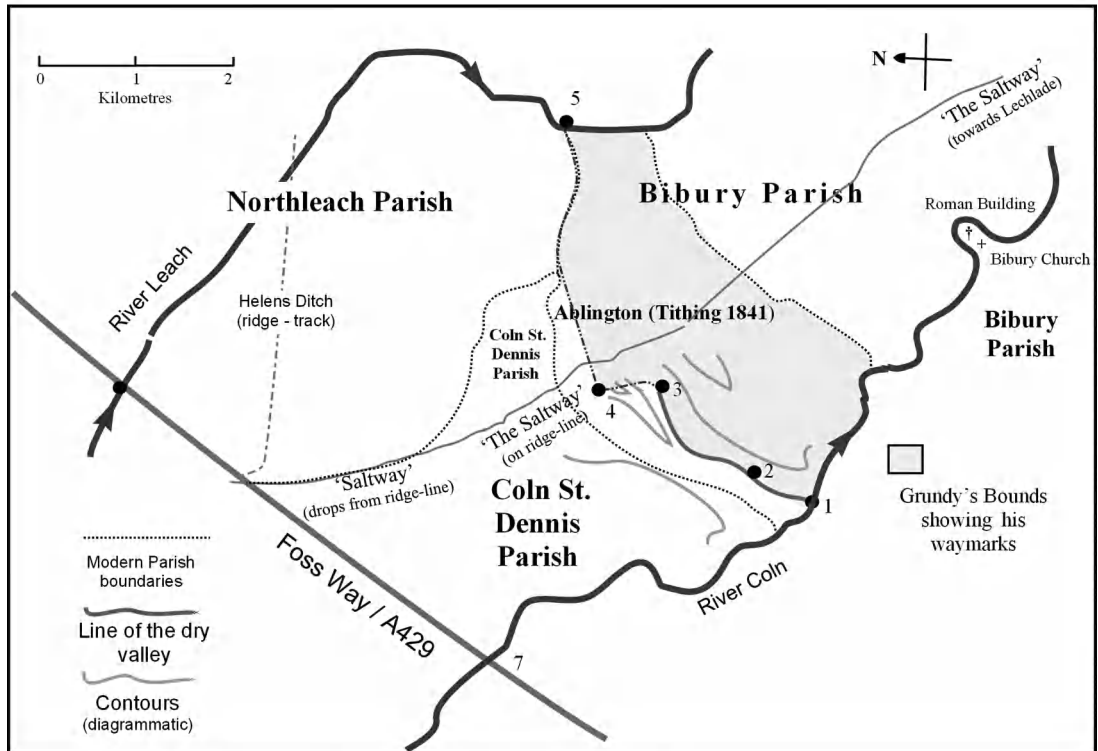 0 1 2
Kilometres
N
5
'The Saltway'
(towards Lechlade)
Northleach Parish
Bibury Parish
Roman Building
†
+
Bibury Church
River Leach
Helens Ditch
(ridge - track)
Ablington (Tithing 1841)
Coln St.
Dennis
Parish
Bibury
Parish
3
4
'The Saltway'
(on ridge-line)
'Saltway'
(drops from ridge-line)
2
1
Coln St.
Dennis
Parish
Grundy's Bounds
showing his
waymarks
Modern Parish
boundaries
Foss Way / A429
River Coln
Line of the dry
valley
7
Contours
(diagrammatic)